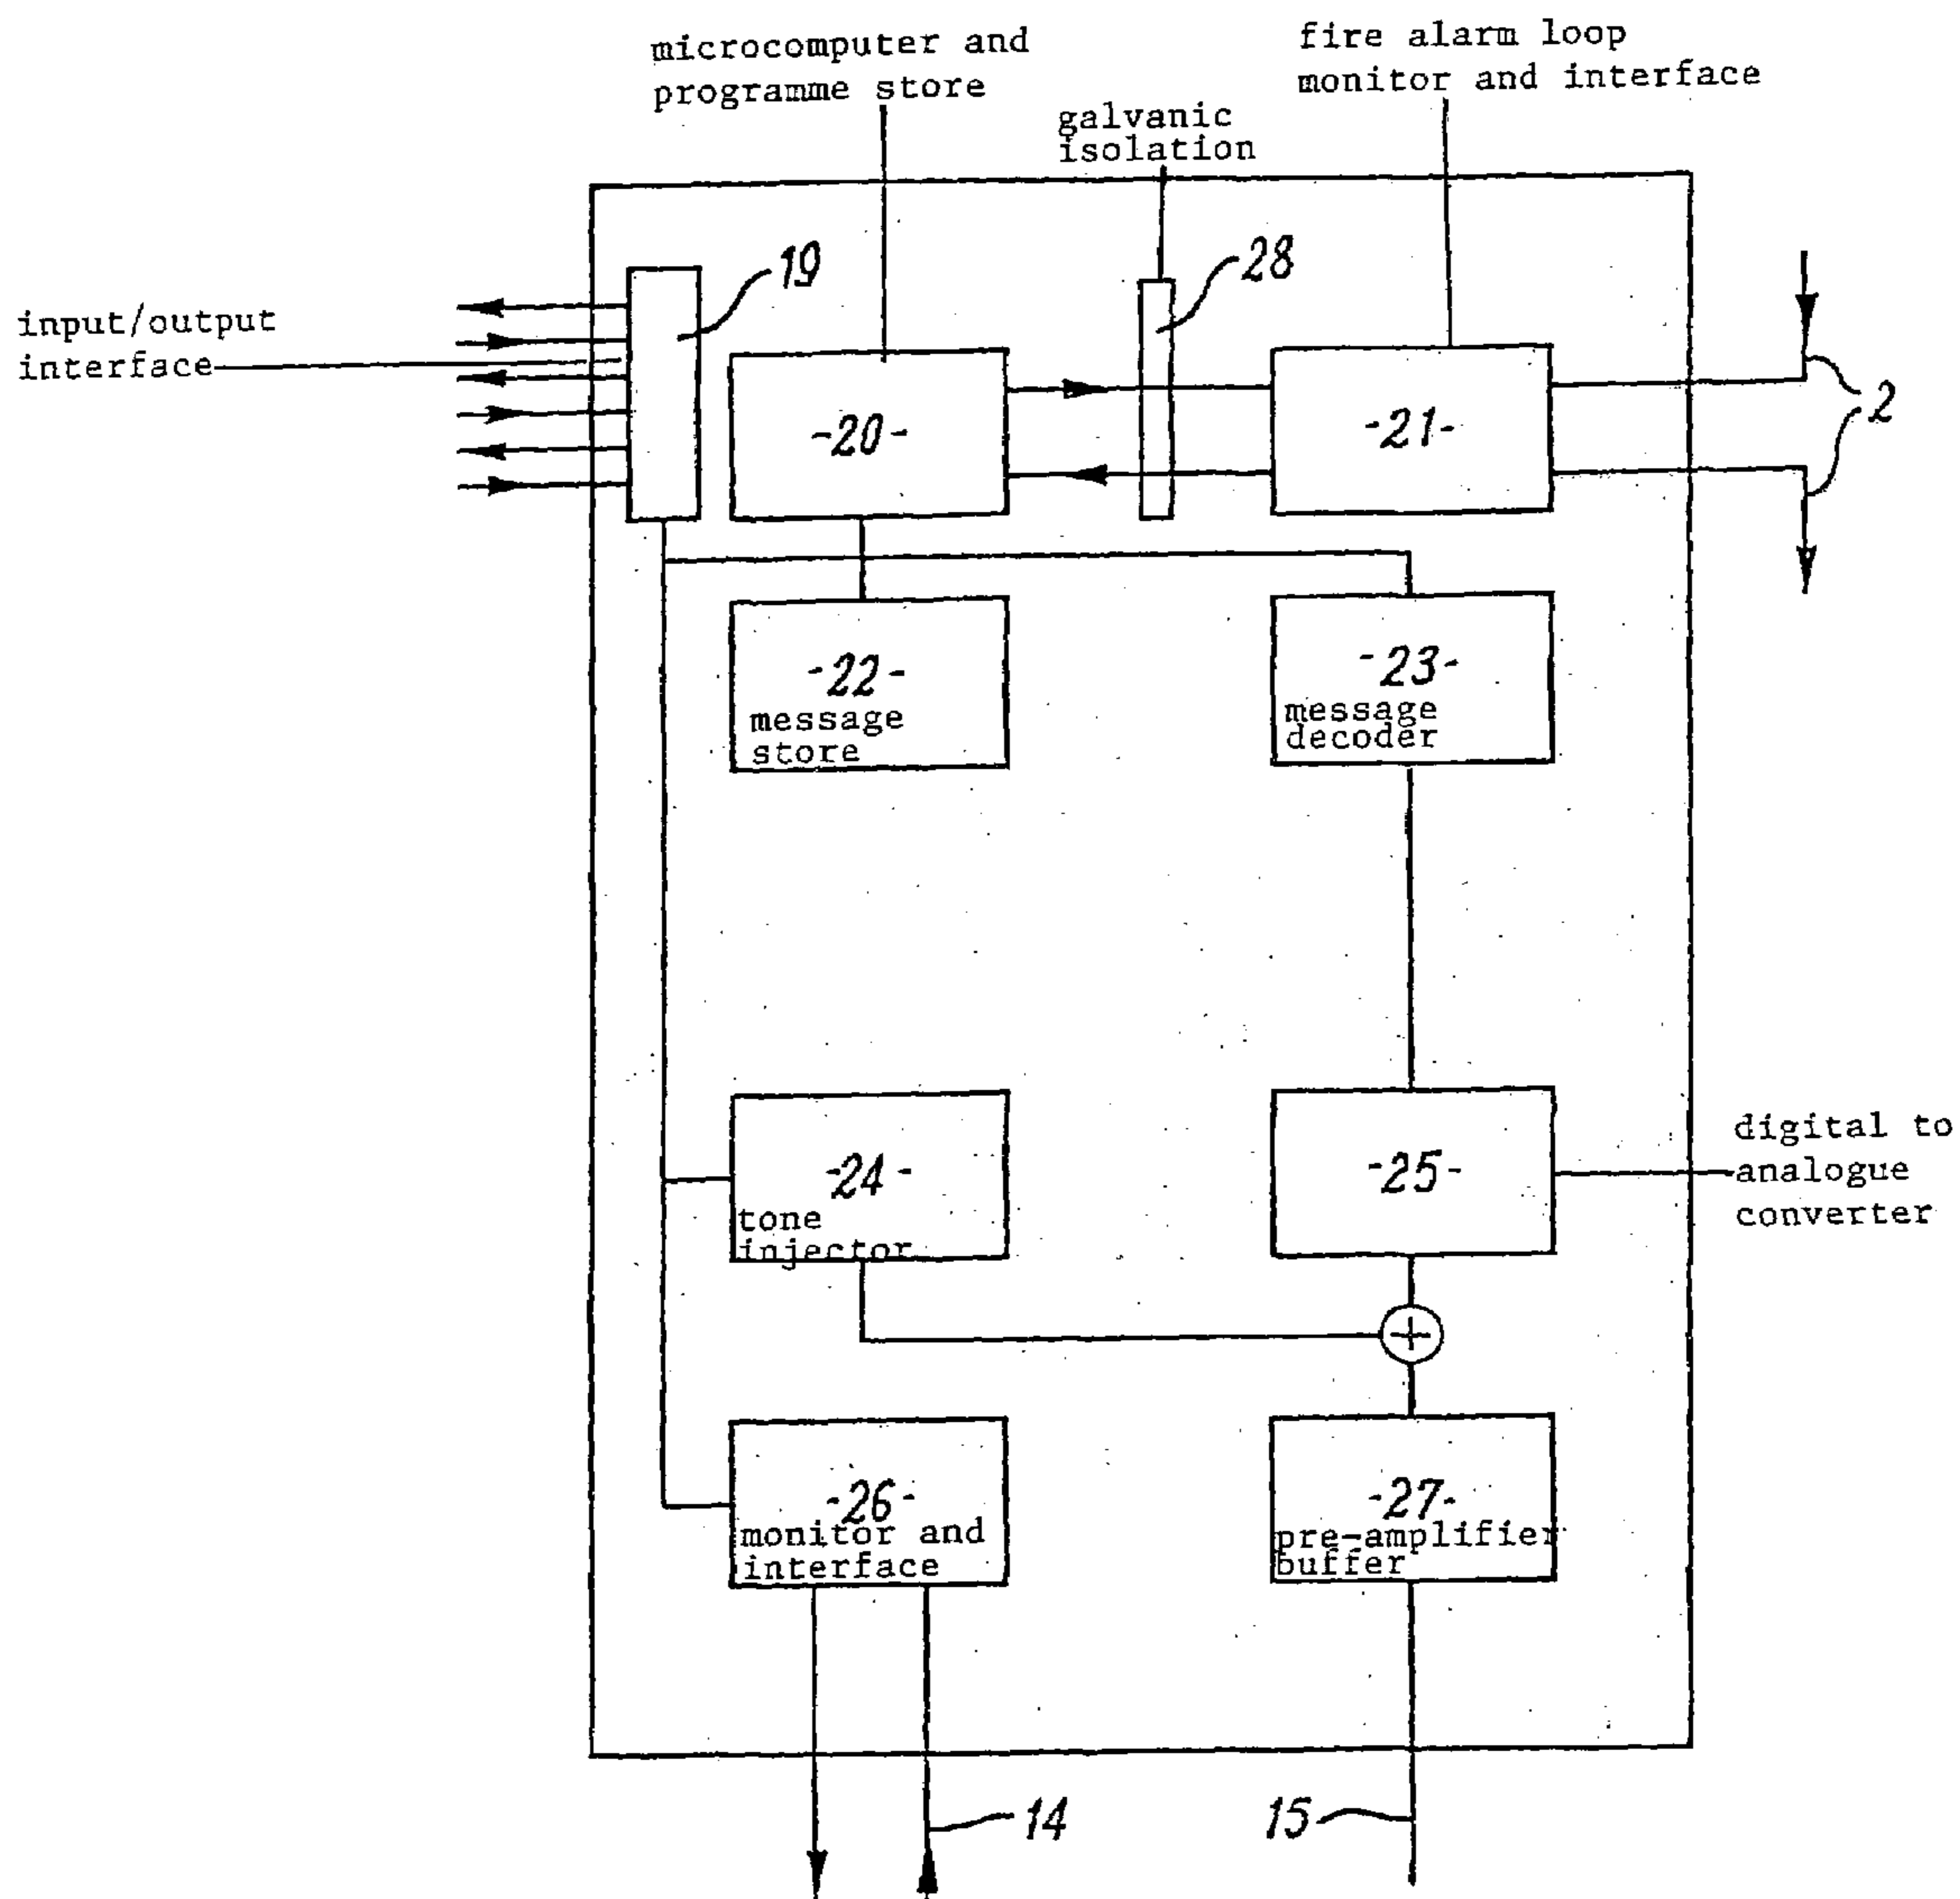 microcomputer and
programme store
fire alarm loop
monitor and interface
galvanic
isolation
19
28
input/output
interface
-20-
-21-
2
-22-
message
store
-23-
message
decoder
-24-
tone
injector
-25-
digital to
analogue
converter
-26-
monitor and
interface
-27-
pre-amplifier
buffer
14
15